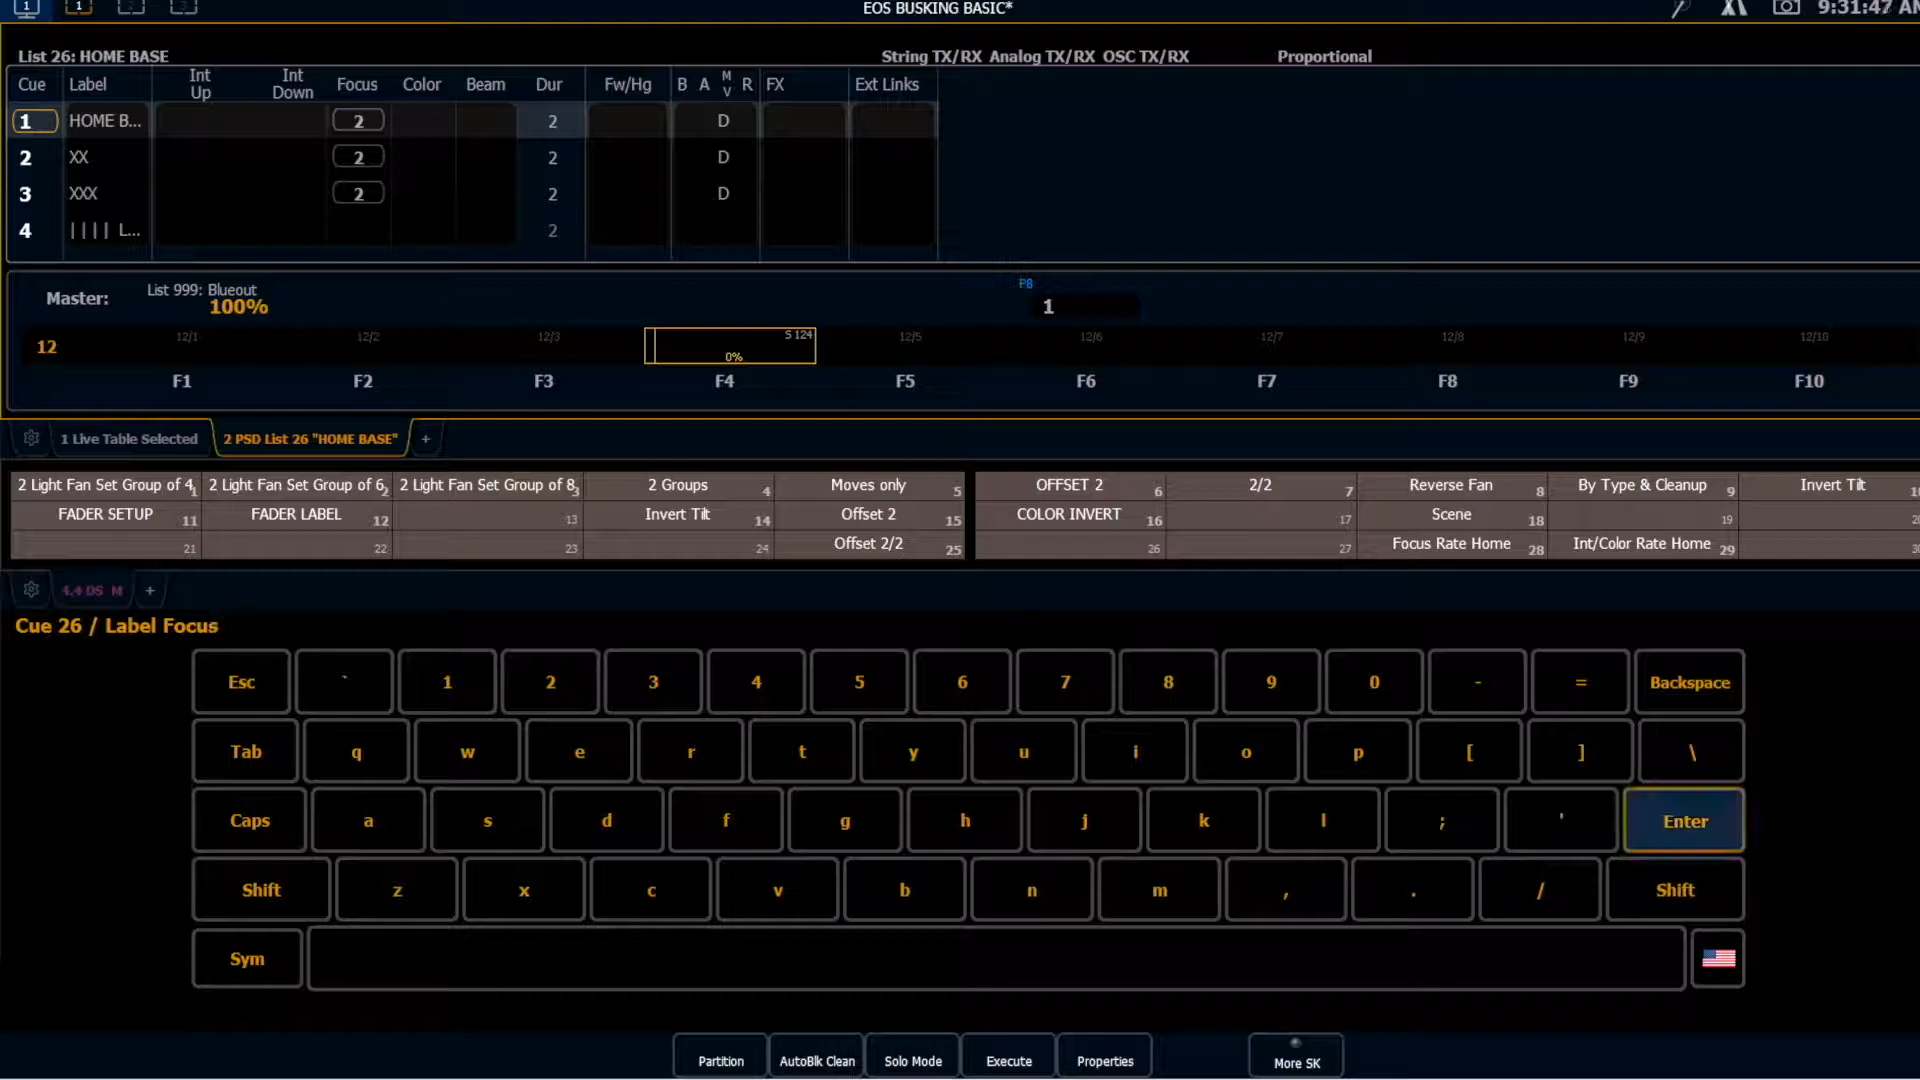 1 1 2 3 EOS BUSKING BASIC* 9:31:47 AM
List 26: HOME BASE String TX/RX Analog TX/RX OSC TX/RX Proportional
Cue Label Int Up Int Down Focus Color Beam Dur Fw/Hg B A M V R FX Ext Links
1 HOME B... 2 2 D
2 XX 2 2 D
3 XXX 2 2 D
4 |||| L... 2
Master: List 999: Blueout 100% P8 1
12 12/1 12/2 12/3 S 124 0% 12/5 12/6 12/7 12/8 12/9 12/10
F1 F2 F3 F4 F5 F6 F7 F8 F9 F10
1 Live Table Selected 2 PSD List 26 "HOME BASE" +
2 Light Fan Set Group of 4 1 2 Light Fan Set Group of 6 2 2 Light Fan Set Group of 8 3 2 Groups 4 Moves only 5 OFFSET 2 6 2/2 7 Reverse Fan 8 By Type & Cleanup 9 Invert Tilt
FADER SETUP 11 FADER LABEL 12 13 Invert Tilt 14 Offset 2 15 COLOR INVERT 16 17 Scene 18 19
21 22 23 24 Offset 2/2 25 26 27 Focus Rate Home 28 Int/Color Rate Home 29
4.4 DS M +
Cue 26 / Label Focus
Esc ` 1 2 3 4 5 6 7 8 9 0 - = Backspace
Tab q w e r t y u i o p [ ] \
Caps a s d f g h j k l ; ' Enter
Shift z x c v b n m , . / Shift
Sym
Partition AutoBlk Clean Solo Mode Execute Properties More SK